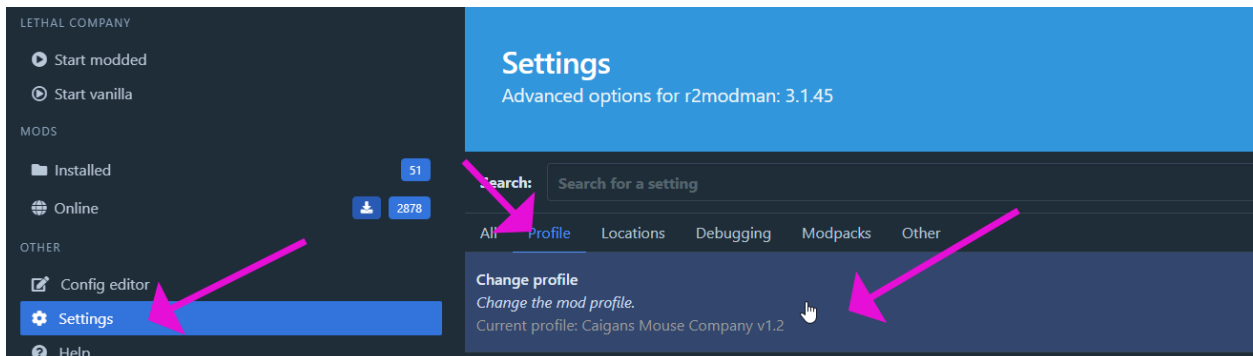 LETHAL COMPANY
Start modded
Start vanilla
MODS
Installed 51
Online 2878
OTHER
Config editor
Settings
Help
Settings
Advanced options for r2modman: 3.1.45
Search: Search for a setting
All Profile Locations Debugging Modpacks Other
Change profile
Change the mod profile.
Current profile: Caigans Mouse Company v1.2